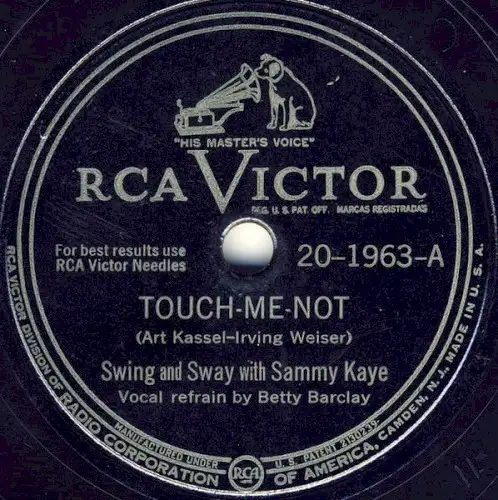 "HIS MASTER'S VOICE"
RCA VICTOR
REG. U.S. PAT. OFF. MARCAS REGISTRADAS
For best results use
RCA Victor Needles
20-1963-A
TOUCH-ME-NOT
(Art Kassel-Irving Weiser)
Swing and Sway with Sammy Kaye
Vocal refrain by Betty Barclay
MANUFACTURED UNDER U.S. PATENT 2130239
RCA VICTOR DIVISION OF RADIO CORPORATION OF AMERICA, CAMDEN, N.J., MADE IN U.S.A.
RCA